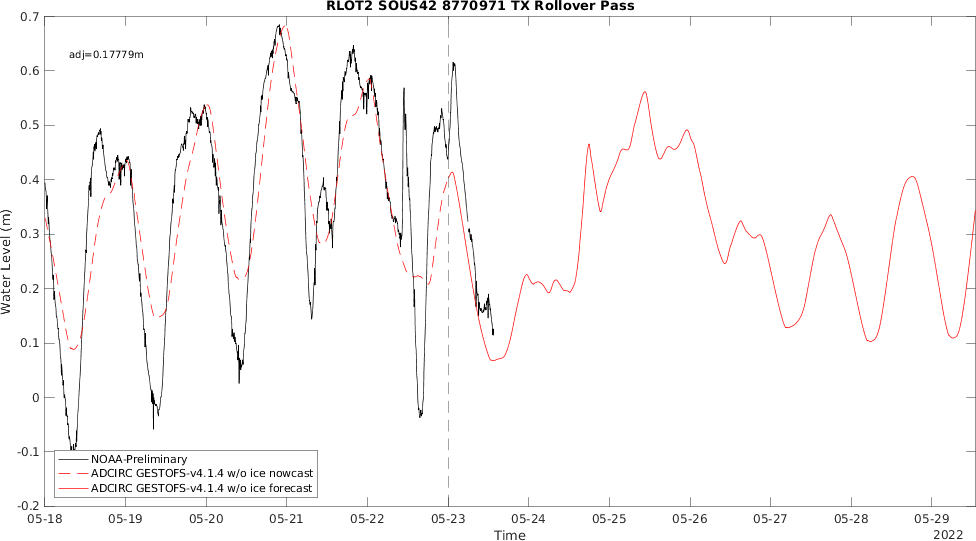 RLOT2 SOUS42 8770971 TX Rollover Pass
adj=0.17779m
0.7
0.6
0.5
0.4
0.3
0.2
0.1
0
-0.1
-0.2
Water Level (m)
NOAA-Preliminary
ADCIRC GESTOFS-v4.1.4 w/o ice nowcast
ADCIRC GESTOFS-v4.1.4 w/o ice forecast
05-18 05-19 05-20 05-21 05-22 05-23 05-24 05-25 05-26 05-27 05-28 05-29
Time
2022